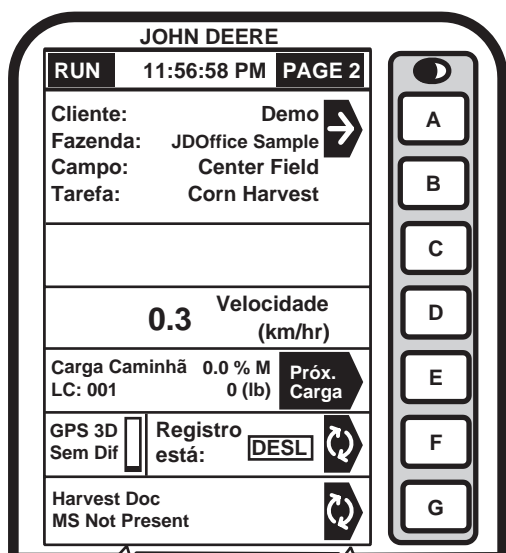 JOHN DEERE
RUN 11:56:58 PM PAGE 2
Cliente: Demo
Fazenda: JDOffice Sample
Campo: Center Field
Tarefa: Corn Harvest
0.3 Velocidade
(km/hr)
Carga Caminhã 0.0 % M Próx.
LC: 001 0 (lb) Carga
GPS 3D Registro
Sem Dif está: DESL
Harvest Doc
MS Not Present
A
B
C
D
E
F
G